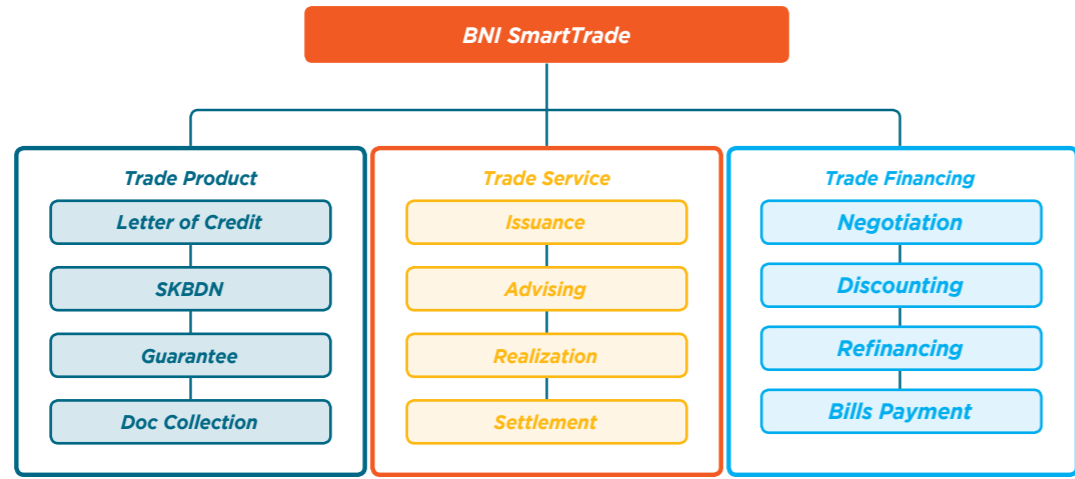 BNI SmartTrade
Trade Product
Letter of Credit
SKBDN
Guarantee
Doc Collection
Trade Service
Issuance
Advising
Realization
Settlement
Trade Financing
Negotiation
Discounting
Refinancing
Bills Payment